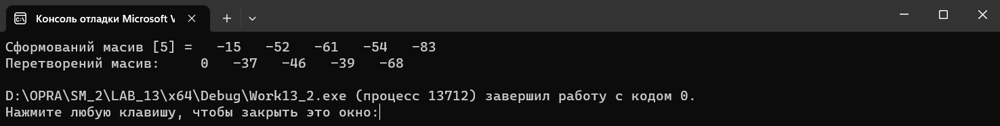 Консоль отладки Microsoft V
Сформований масив [5] =   -15   -52   -61   -54   -83
Перетворений масив:     0   -37   -46   -39   -68
D:\OPRA\SM_2\LAB_13\x64\Debug\Work13_2.exe (процесс 13712) завершил работу с кодом 0.
Нажмите любую клавишу, чтобы закрыть это окно: